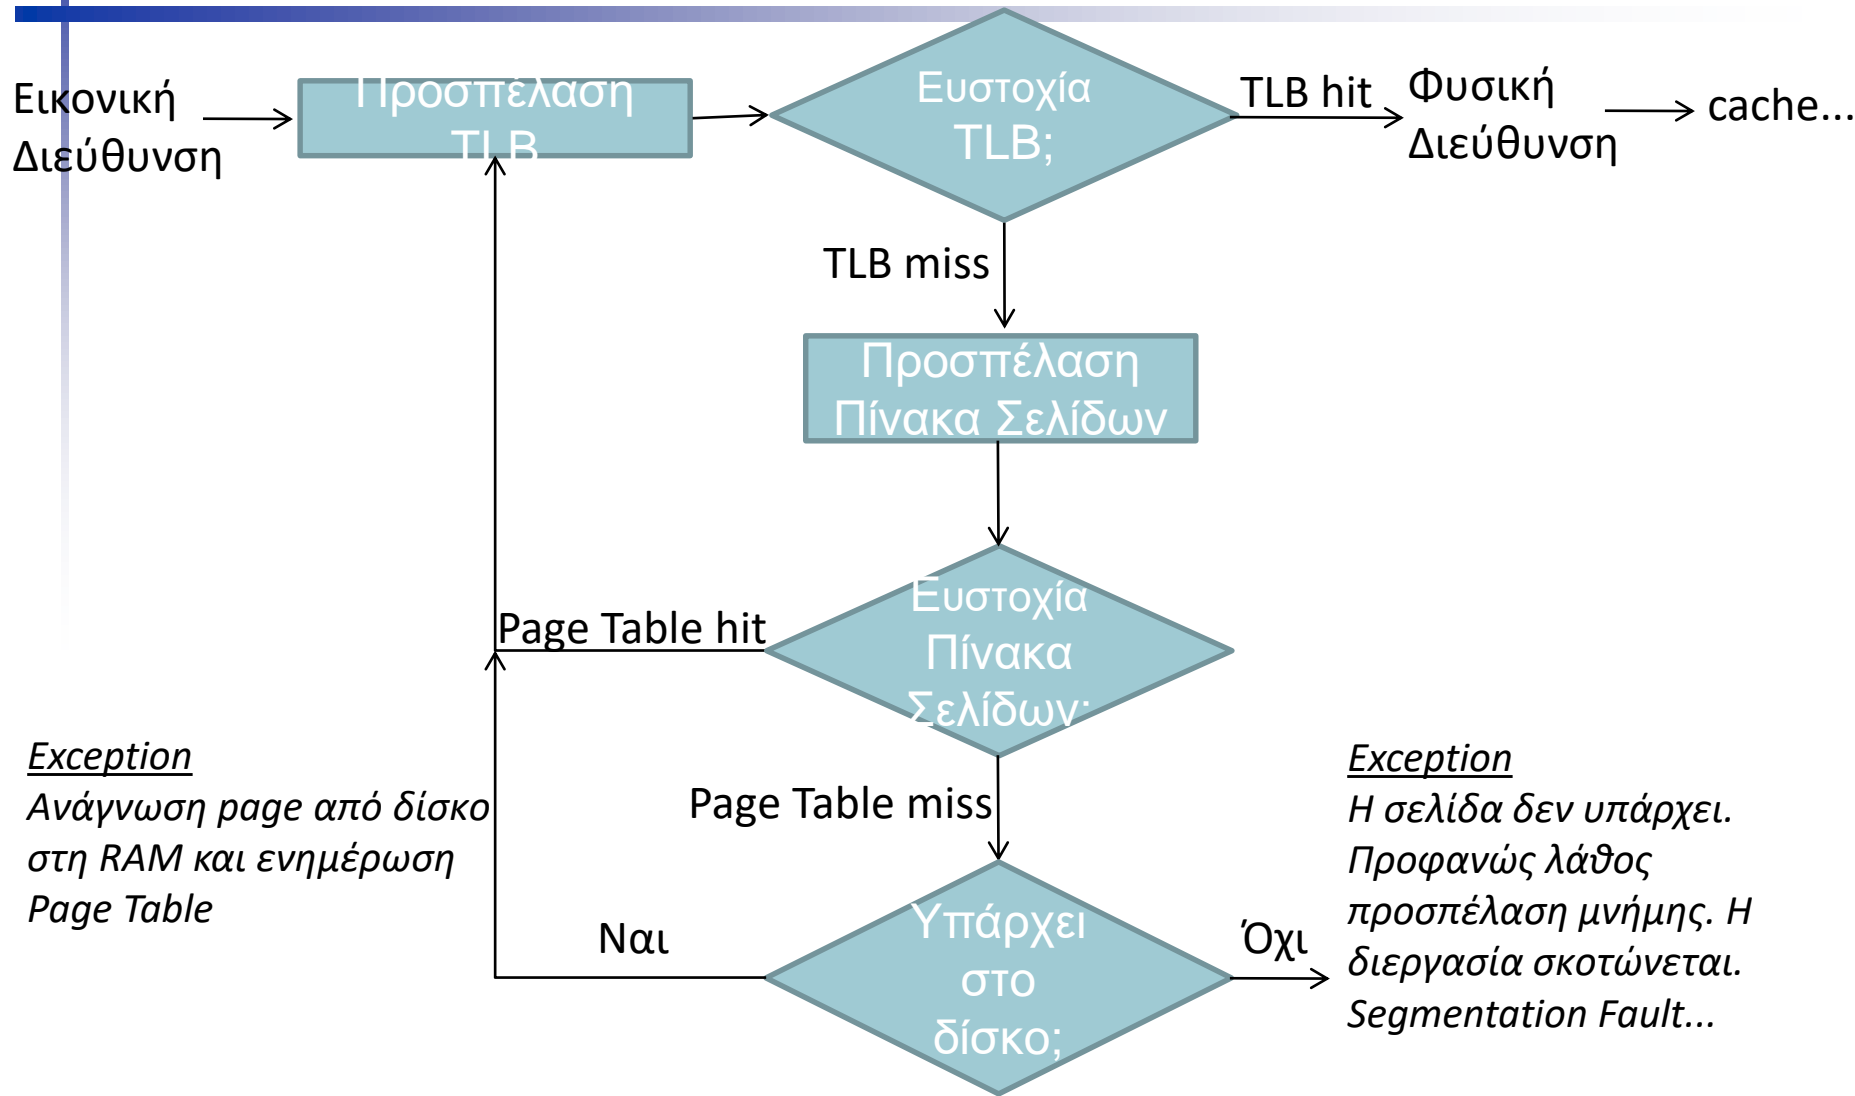 Εικονική
Διεύθυνση
Προσπέλαση
TLB
Ευστοχία
TLB;
TLB hit
Φυσική
Διεύθυνση
cache...
TLB miss
Προσπέλαση
Πίνακα Σελίδων
Page Table hit
Ευστοχία
Πίνακα
Σελίδων;
Exception
Ανάγνωση page από δίσκο
στη RAM και ενημέρωση
Page Table
Page Table miss
Ναι
Υπάρχει
στο
δίσκο;
Όχι
Exception
Η σελίδα δεν υπάρχει.
Προφανώς λάθος
προσπέλαση μνήμης. Η
διεργασία σκοτώνεται.
Segmentation Fault...